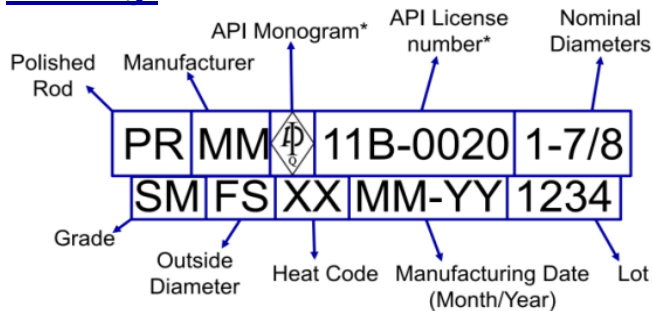 API Monogram*
API License
number*
Nominal
Diameters
Polished
Rod
Manufacturer
PR MM 11B-0020 1-7/8
SM FS XX MM-YY 1234
Grade
Outside
Diameter
Heat Code
Manufacturing Date
(Month/Year)
Lot